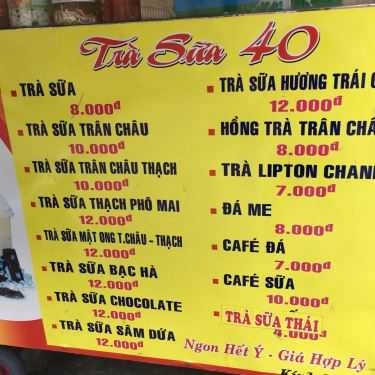 Trà Sữa 40
TRÀ SỮA
8.000đ
TRÀ SỮA TRÂN CHÂU
10.000đ
TRÀ SỮA TRÂN CHÂU THẠCH
10.000đ
TRÀ SỮA THẠCH PHÔ MAI
12.000đ
TRÀ SỮA MẬT ONG T.CHÂU - THẠCH
12.000đ
TRÀ SỮA BẠC HÀ
12.000đ
TRÀ SỮA CHOCOLATE
12.000đ
TRÀ SỮA SÂM DỨA
12.000đ
TRÀ SỮA HƯƠNG TRÁI
12.000đ
HỒNG TRÀ TRÂN CHÂ
8.000đ
TRÀ LIPTON CHAN
7.000đ
ĐÁ ME
8.000đ
CAFÉ ĐÁ
7.000đ
CAFÉ SỮA
10.000đ
TRÀ SỮA THÁI
4.000đ
Ngon Hết Ý - Giá Hợp Lý